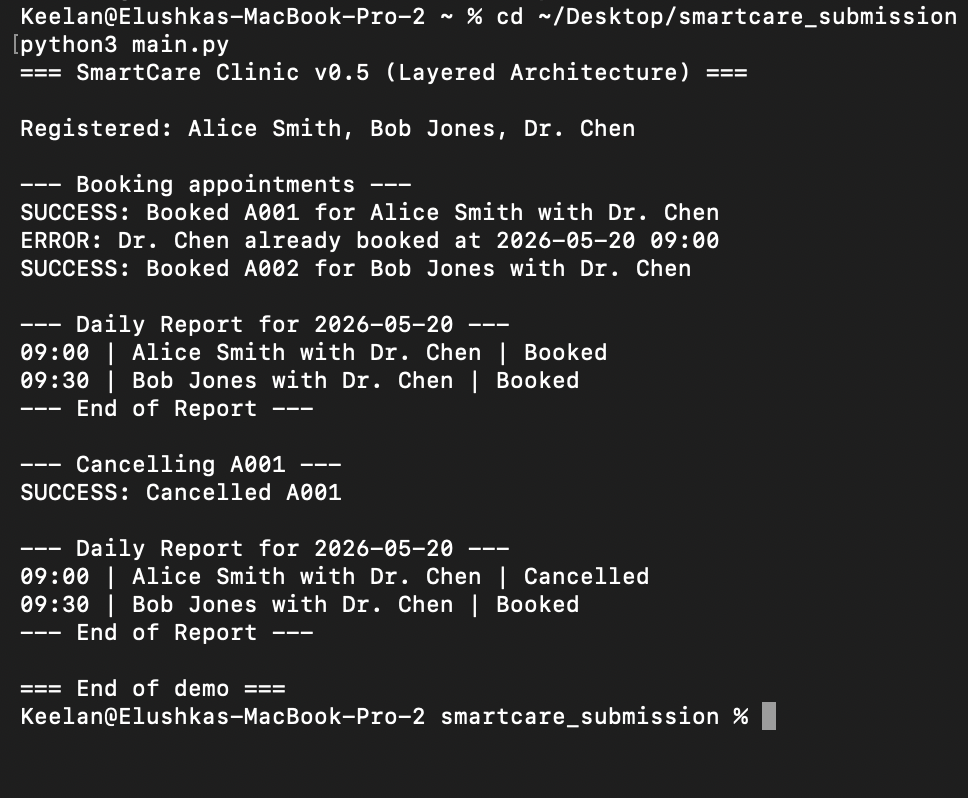 Keelan@Elushkas-MacBook-Pro-2 ~ % cd ~/Desktop/smartcare_submission
[python3 main.py
=== SmartCare Clinic v0.5 (Layered Architecture) ===
Registered: Alice Smith, Bob Jones, Dr. Chen
--- Booking appointments ---
SUCCESS: Booked A001 for Alice Smith with Dr. Chen
ERROR: Dr. Chen already booked at 2026-05-20 09:00
SUCCESS: Booked A002 for Bob Jones with Dr. Chen
--- Daily Report for 2026-05-20 ---
09:00 | Alice Smith with Dr. Chen | Booked
09:30 | Bob Jones with Dr. Chen | Booked
--- End of Report ---
--- Cancelling A001 ---
SUCCESS: Cancelled A001
--- Daily Report for 2026-05-20 ---
09:00 | Alice Smith with Dr. Chen | Cancelled
09:30 | Bob Jones with Dr. Chen | Booked
--- End of Report ---
=== End of demo ===
Keelan@Elushkas-MacBook-Pro-2 smartcare_submission %